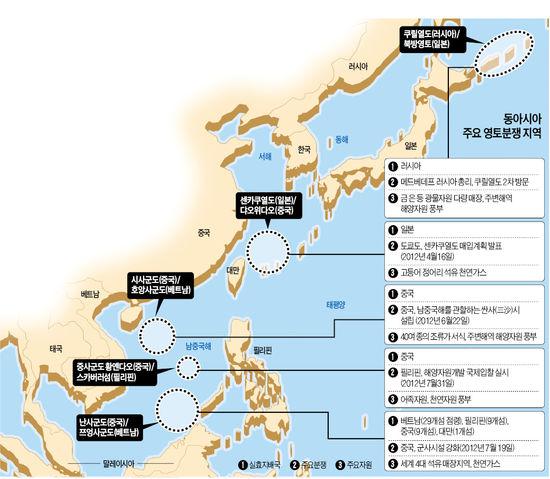 쿠릴열도(러시아)/
북방영토(일본)
동아시아
주요 영토분쟁 지역
러시아
한국
동해
일본
서해
중국
센카쿠열도(일본)/
다오위다오(중국)
대만
시사군도(중국)/
호앙사군도(베트남)
베트남
태국
남중국해
필리핀
태평양
중사군도 황옌다오(중국)/
스카버러섬(필리핀)
난사군도(중국)/
쯔엉사군도(베트남)
말레이시아
❶ 러시아
❷ 메드베데프 러시아 총리, 쿠릴열도 2차 방문
❸ 금 은 등 광물자원 다량 매장, 주변해역
해양자원 풍부
❶ 일본
❷ 도쿄도, 센카쿠열도 매입계획 발표
(2012년 4월16일)
❸ 고등어 정어리 석유 천연가스
❶ 중국
❷ 중국, 남중국해를 관할하는 싼사(三沙)시
설립 (2012년 6월22일)
❸ 40여 종의 조류가 서식, 주변해역 해양자원 풍부
❶ 중국
❷ 필리핀, 해양자원개발 국제입찰 실시
(2012년 7월31일)
❸ 어족자원, 천연자원 풍부
❶ 베트남(29개섬 점령), 필리핀(9개섬),
중국(9개섬), 대만(1개섬)
❷ 중국, 군사시설 강화(2012년 7월 19일)
❸ 세계 4대 석유 매장지역, 천연가스
❶ 실효지배국 ❷ 주요분쟁 ❸ 주요자원